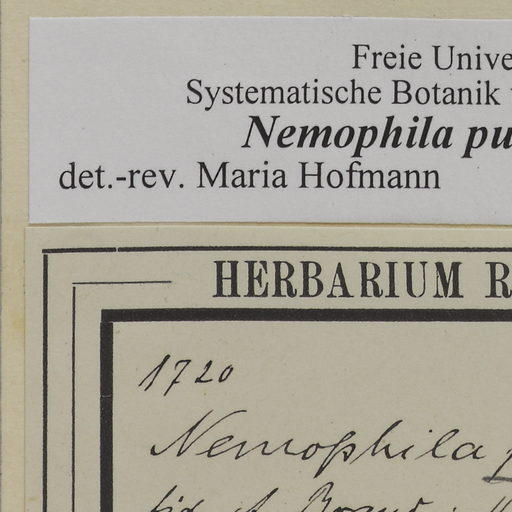 Freie Unive
Systematische Botanik
Nemophila pu
det.-rev. Maria Hofmann
HERBARIUM R
1720
Nemophila p